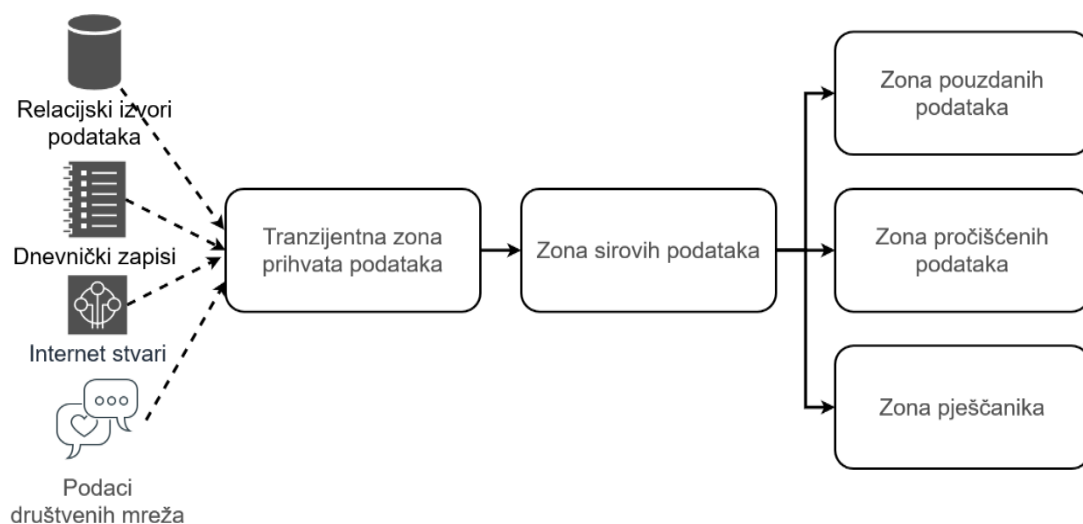 Relacijski izvori
podataka
Dnevnički zapisi
Internet stvari
Podaci
društvenih mreža
Tranzijentna zona
prihvata podataka
Zona sirovih podataka
Zona pouzdanih
podataka
Zona pročišćenih
podataka
Zona pješčanika